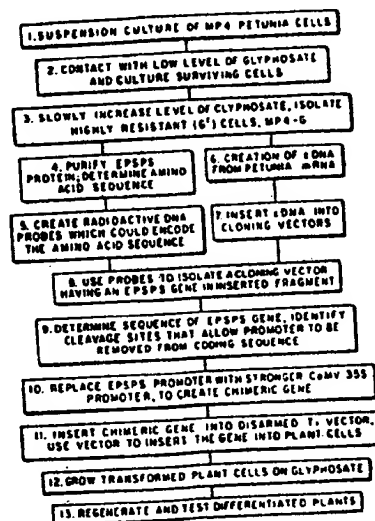 1. SUSPENSION CULTURE OF MP4 PETUNIA CELLS
2. CONTACT WITH LOW LEVEL OF GLYPHOSATE
AND CULTURE SURVIVING CELLS
3. SLOWLY INCREASE LEVEL OF GLYPHOSATE, ISOLATE
HIGHLY RESISTANT (Gʳ) CELLS, MP4-G
4. PURIFY EPSPS
PROTEIN; DETERMINE AMINO
ACID SEQUENCE
5. CREATE RADIOACTIVE DNA
PROBES WHICH COULD ENCODE
THE AMINO ACID SEQUENCE
6. CREATION OF cDNA
FROM PETUNIA mRNA
7. INSERT cDNA INTO
CLONING VECTORS
8. USE PROBES TO ISOLATE A CLONING VECTOR
HAVING AN EPSPS GENE IN INSERTED FRAGMENT
9. DETERMINE SEQUENCE OF EPSPS GENE, IDENTIFY
CLEAVAGE SITES THAT ALLOW PROMOTER TO BE
REMOVED FROM CODING SEQUENCE
10. REPLACE EPSPS PROMOTER WITH STRONGER CaMV 35S
PROMOTER, TO CREATE CHIMERIC GENE
11. INSERT CHIMERIC GENE INTO DISARMED Ti VECTOR,
USE VECTOR TO INSERT THE GENE INTO PLANT CELLS
12. GROW TRANSFORMED PLANT CELLS ON GLYPHOSATE
13. REGENERATE AND TEST DIFFERENTIATED PLANTS